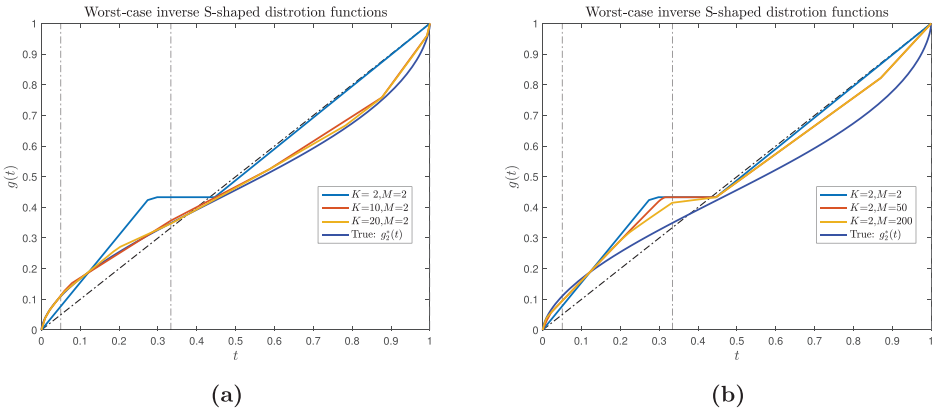 Worst-case inverse S-shaped distrotion functions
g(t)
1
0.9
0.8
0.7
0.6
0.5
0.4
0.3
0.2
0.1
0
K= 2,M=2
K=10,M=2
K=20,M=2
True: g₂*(t)
0 0.1 0.2 0.3 0.4 0.5 0.6 0.7 0.8 0.9 1
t
(a)
Worst-case inverse S-shaped distrotion functions
g(t)
1
0.9
0.8
0.7
0.6
0.5
0.4
0.3
0.2
0.1
0
K=2,M=2
K=2,M=50
K=2,M=200
True: g₂*(t)
0 0.1 0.2 0.3 0.4 0.5 0.6 0.7 0.8 0.9 1
t
(b)